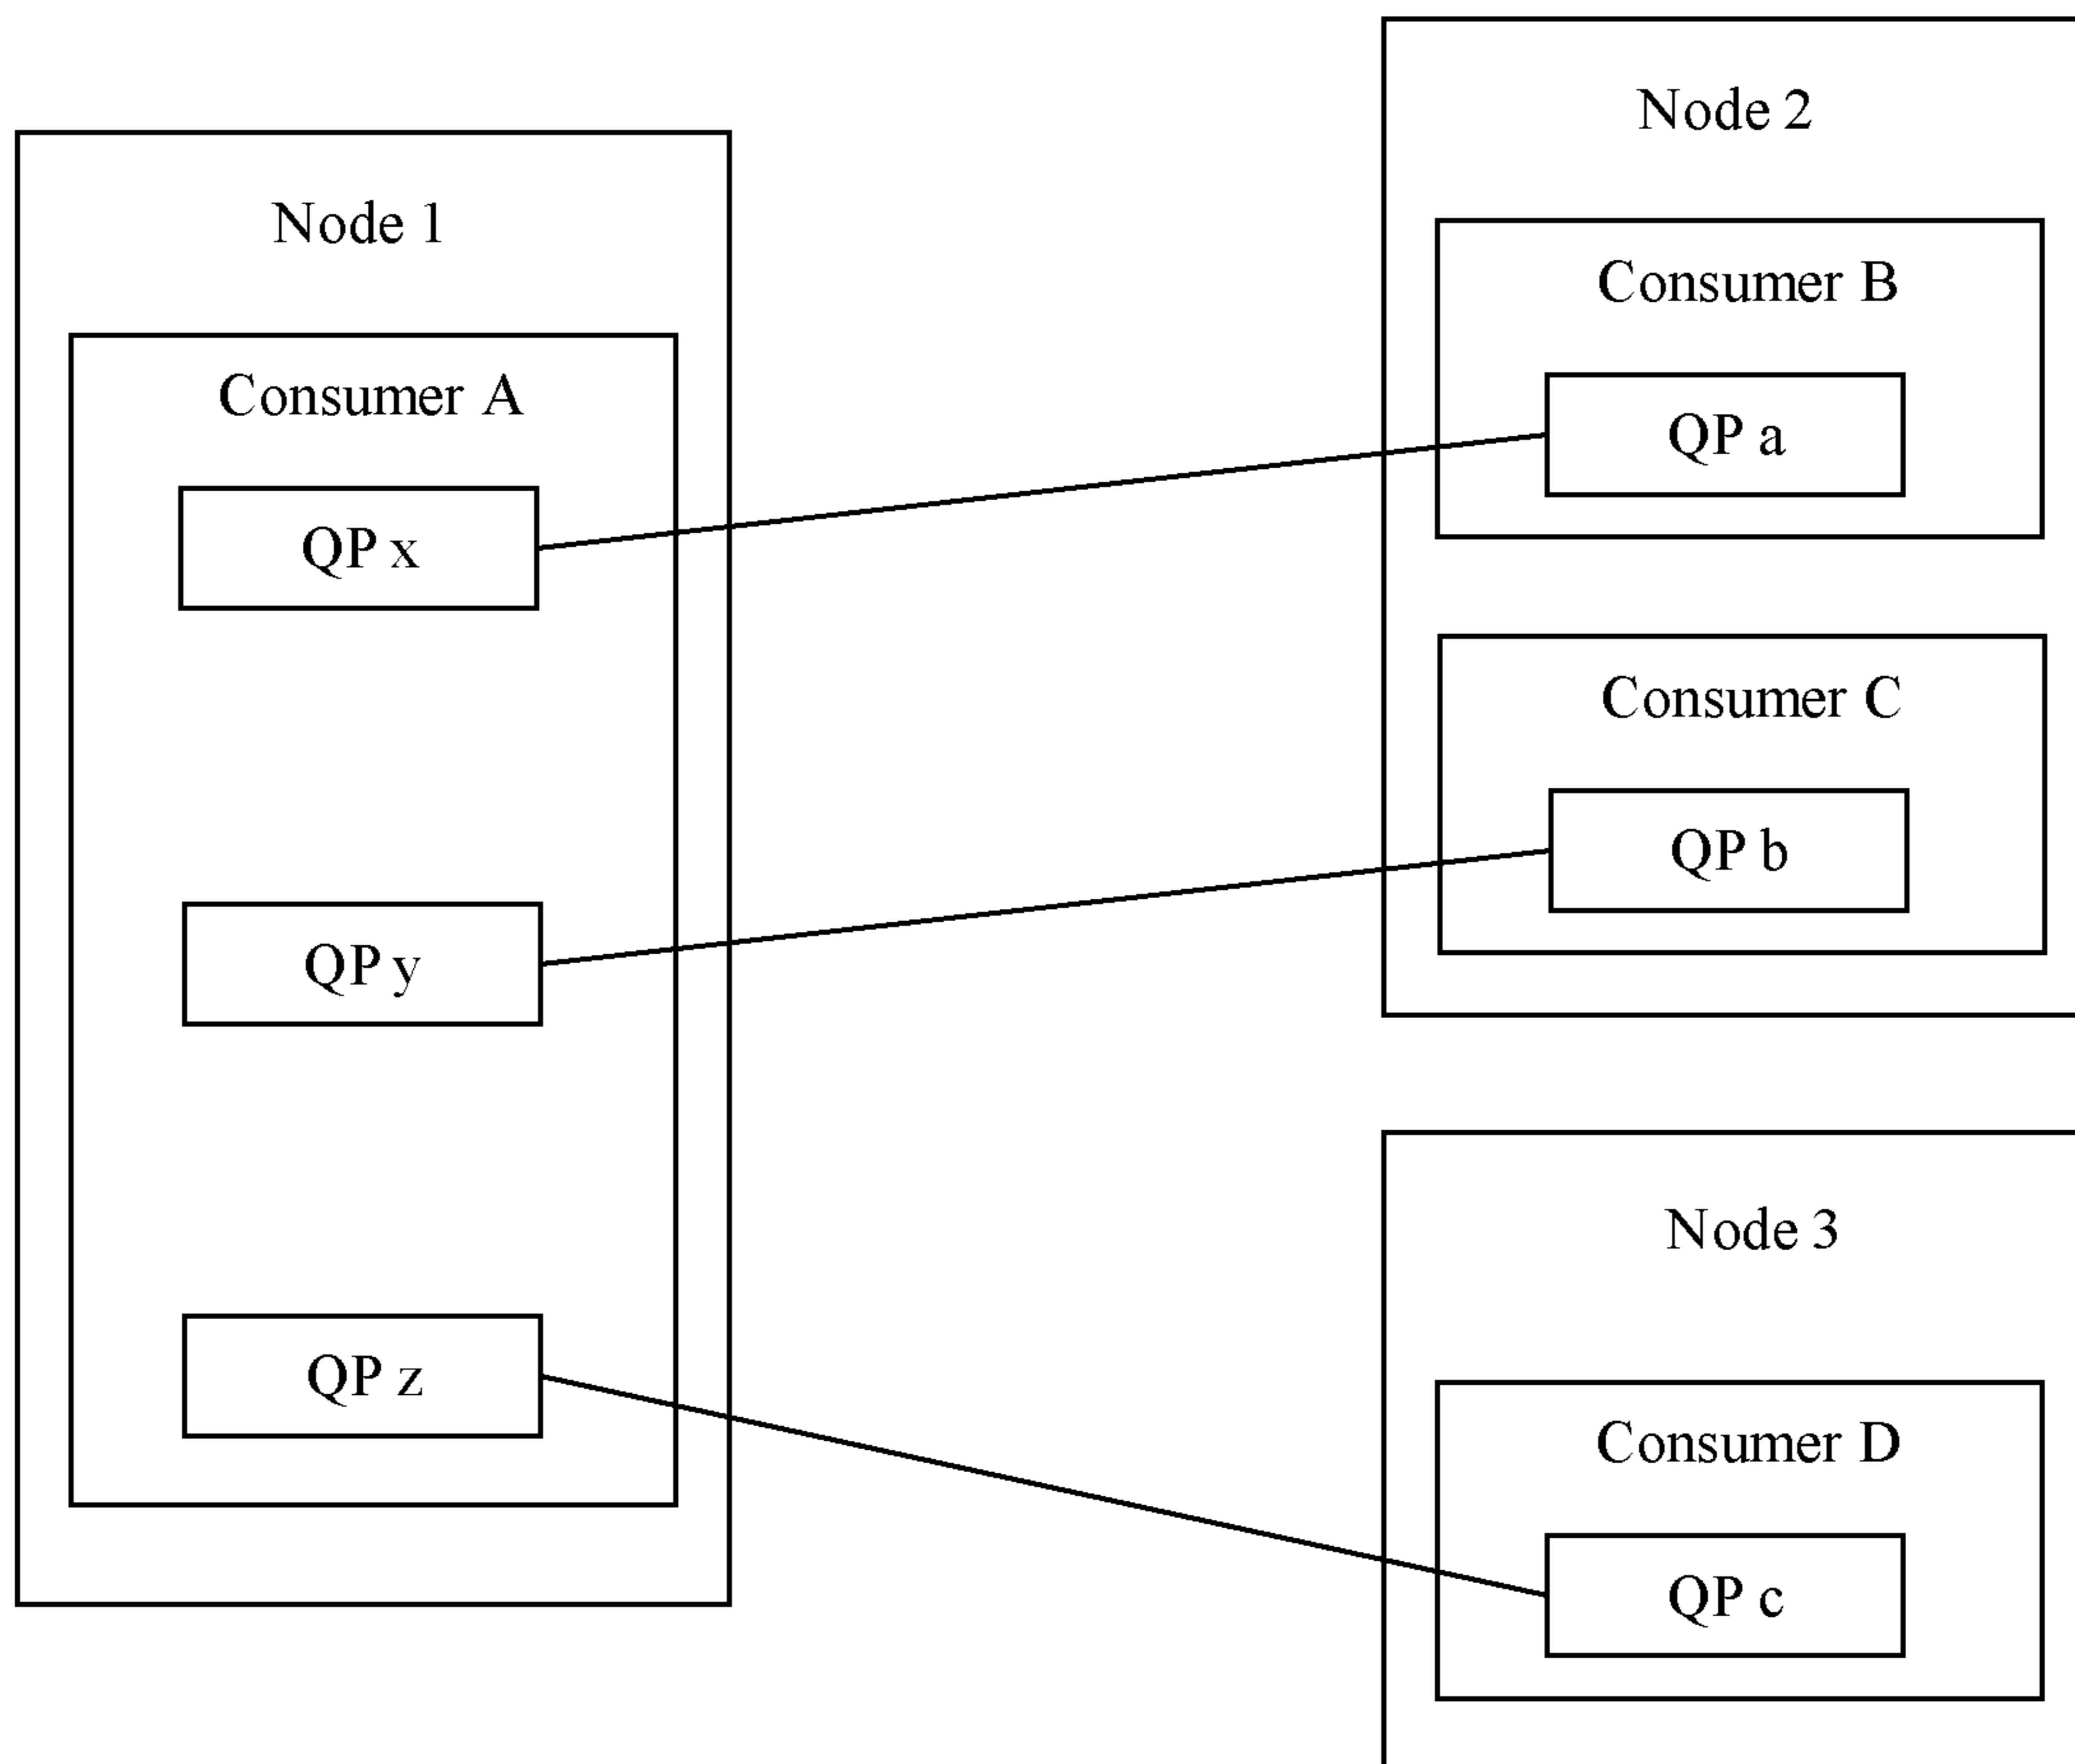 Node 1
Consumer A
QP x
QP y
QP z
Node 2
Consumer B
QP a
Consumer C
QP b
Node 3
Consumer D
QP c